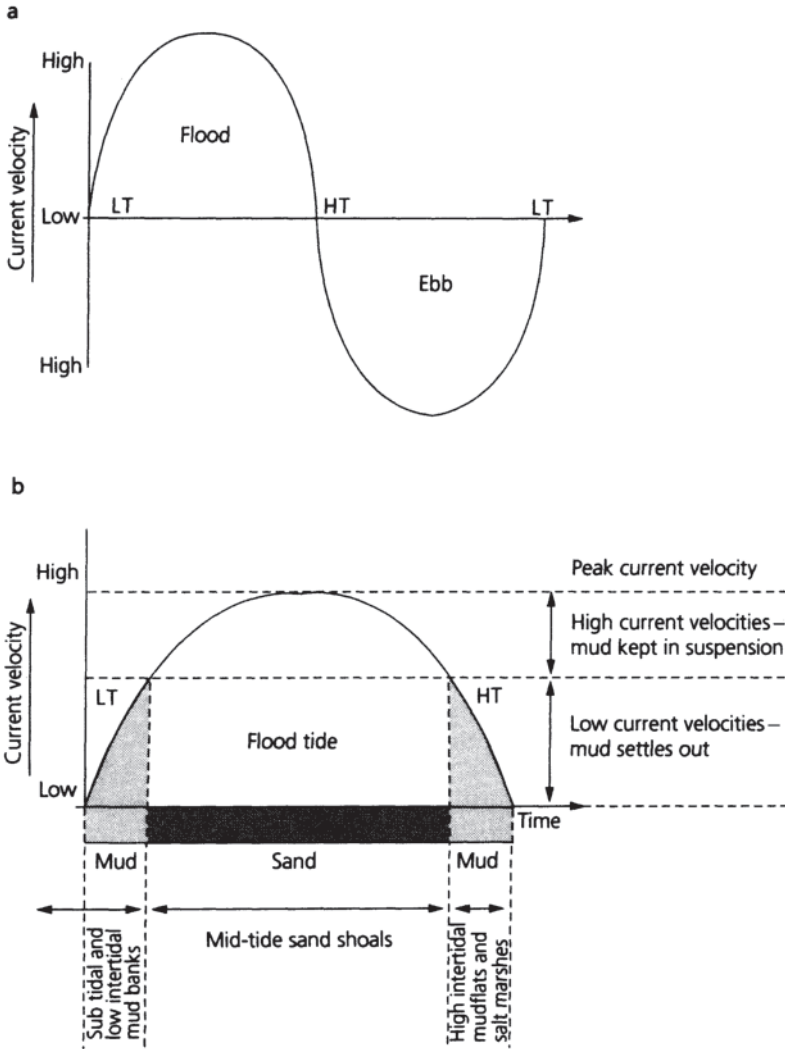 a
High
Flood
Current velocity
LT
HT
LT
Low
Ebb
High
b
High
Peak current velocity
High current velocities–
mud kept in suspension
Current velocity
LT
HT
Flood tide
Low current velocities–
mud settles out
Low
Time
Mud
Sand
Mud
Mid-tide sand shoals
Sub tidal and
low intertidal
mud banks
High intertidal
mudflats and
salt marshes